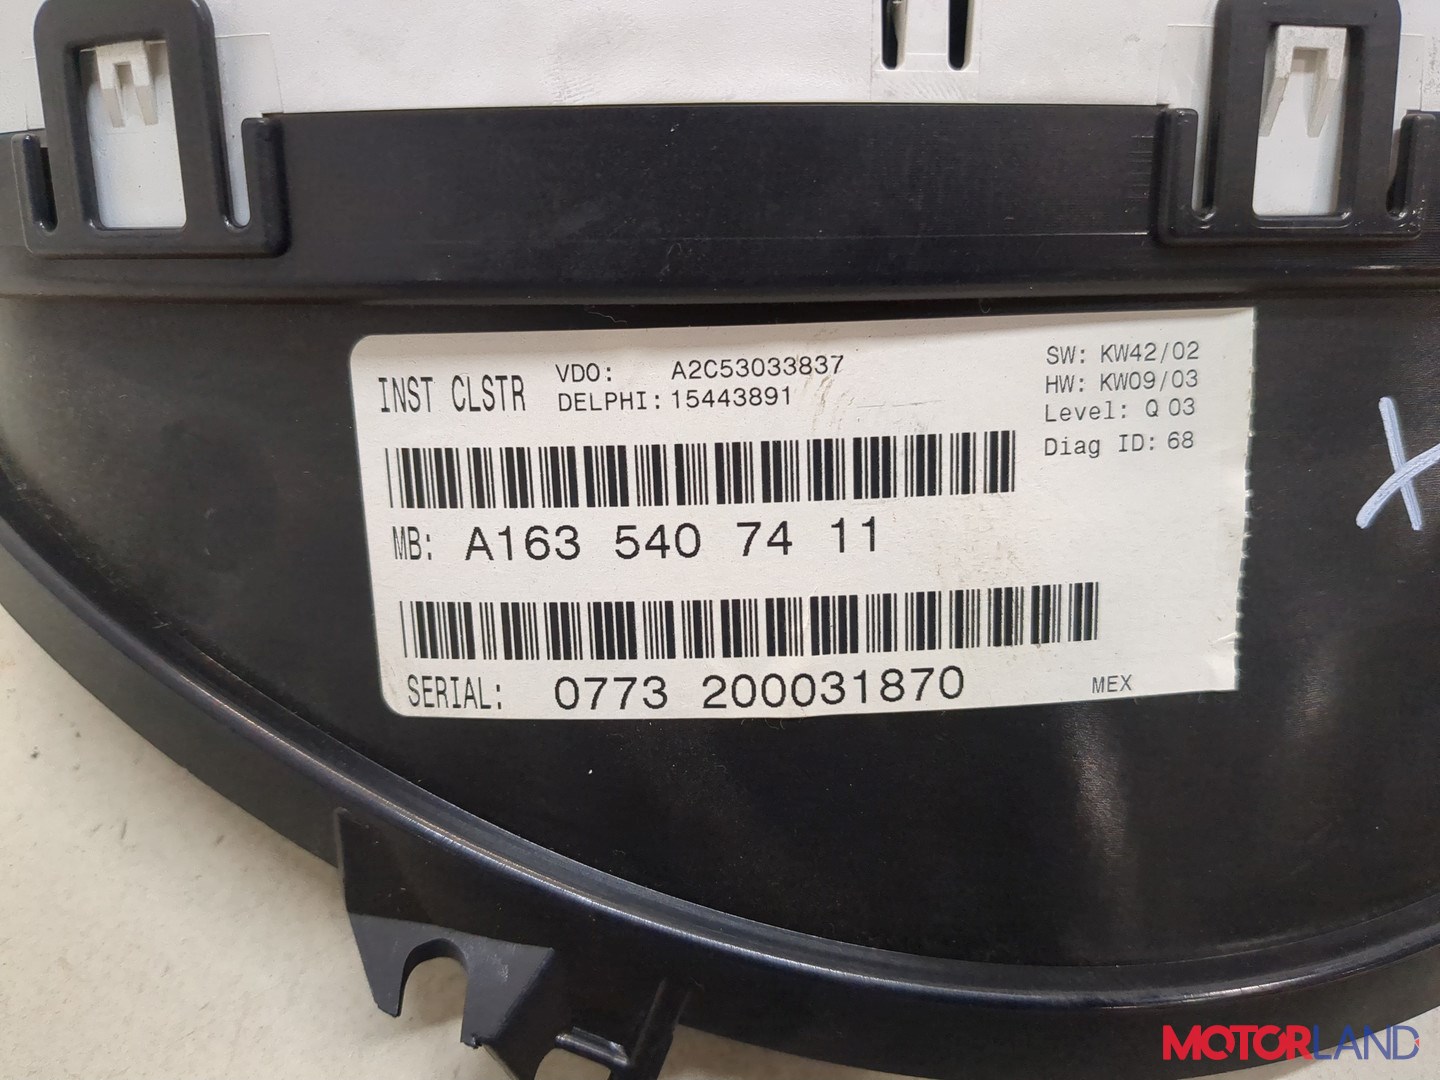 INST CLSTR
VDO: A2C53033837
DELPHI: 15443891
SW: KW42/02
HW: KW09/03
Level: Q 03
Diag ID: 68
MB: A163 540 74 11
SERIAL: 0773 200031870
MEX
X
MOTORLAND